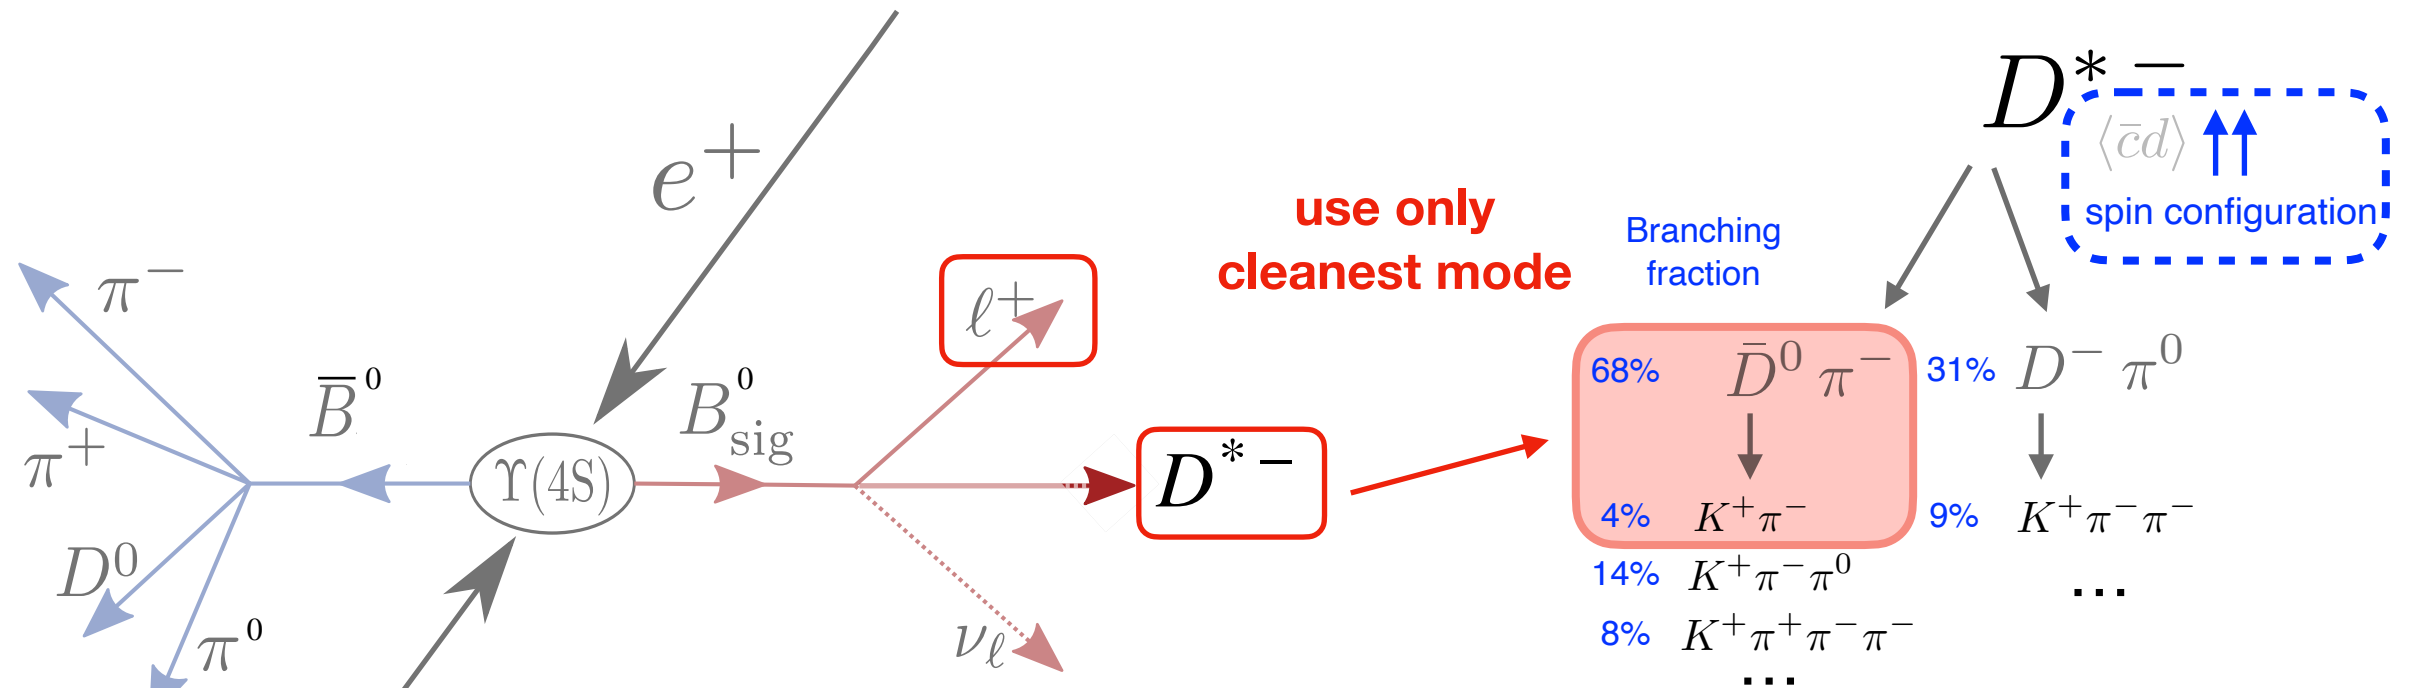 e⁺
π⁻
π⁺
D⁰
π⁰
B̅⁰
Υ(4S)
B⁰sig
ℓ⁺
D*⁻
νℓ
use only
cleanest mode
Branching
fraction
D*⁻
⟨c̄d⟩ ↑↑
spin configuration
68% D̄⁰ π⁻
31% D⁻ π⁰
4% K⁺π⁻
9% K⁺π⁻π⁻
14% K⁺π⁻π⁰
...
8% K⁺π⁺π⁻π⁻
...